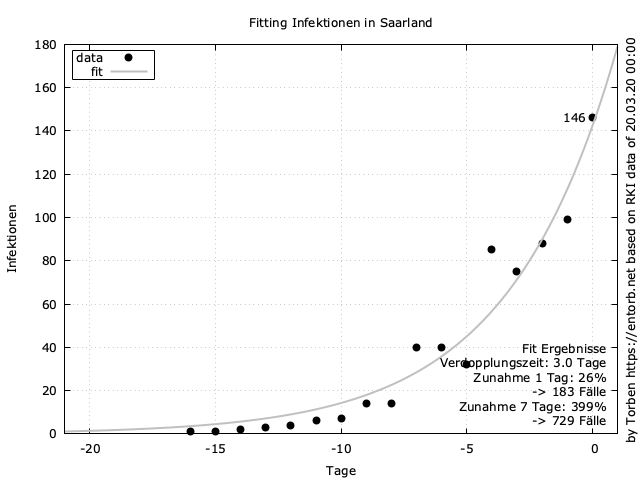 Fitting Infektionen in Saarland
data
fit
180
160
140
120
100
80
60
40
20
0
Infektionen
146
Fit Ergebnisse
Verdopplungszeit: 3.0 Tage
Zunahme 1 Tag: 26%
-> 183 Fälle
Zunahme 7 Tage: 399%
-> 729 Fälle
-20 -15 -10 -5 0
Tage
by Torben https://entorb.net based on RKI data of 20.03.20 00:00